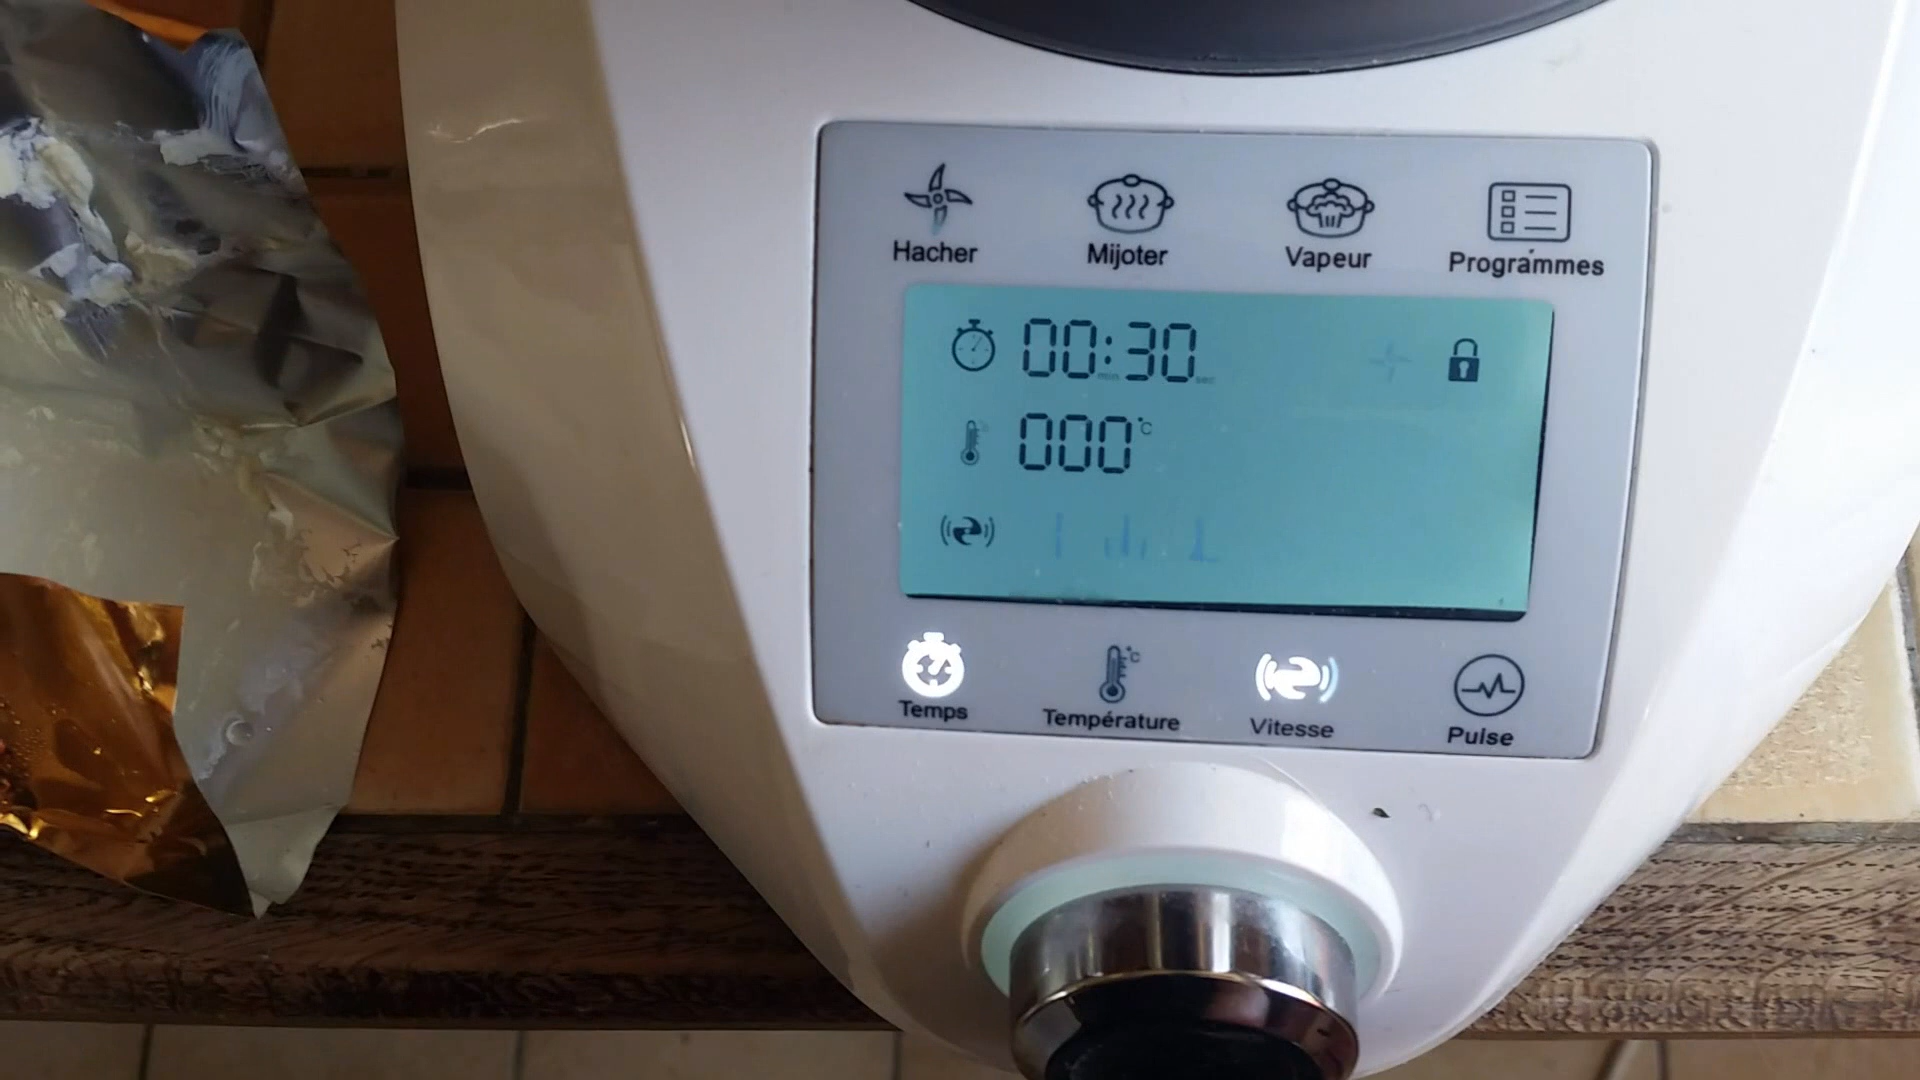 Hacher Mijoter Vapeur Programmes
00:30
min sec
000°C
Temps Température Vitesse Pulse
°C